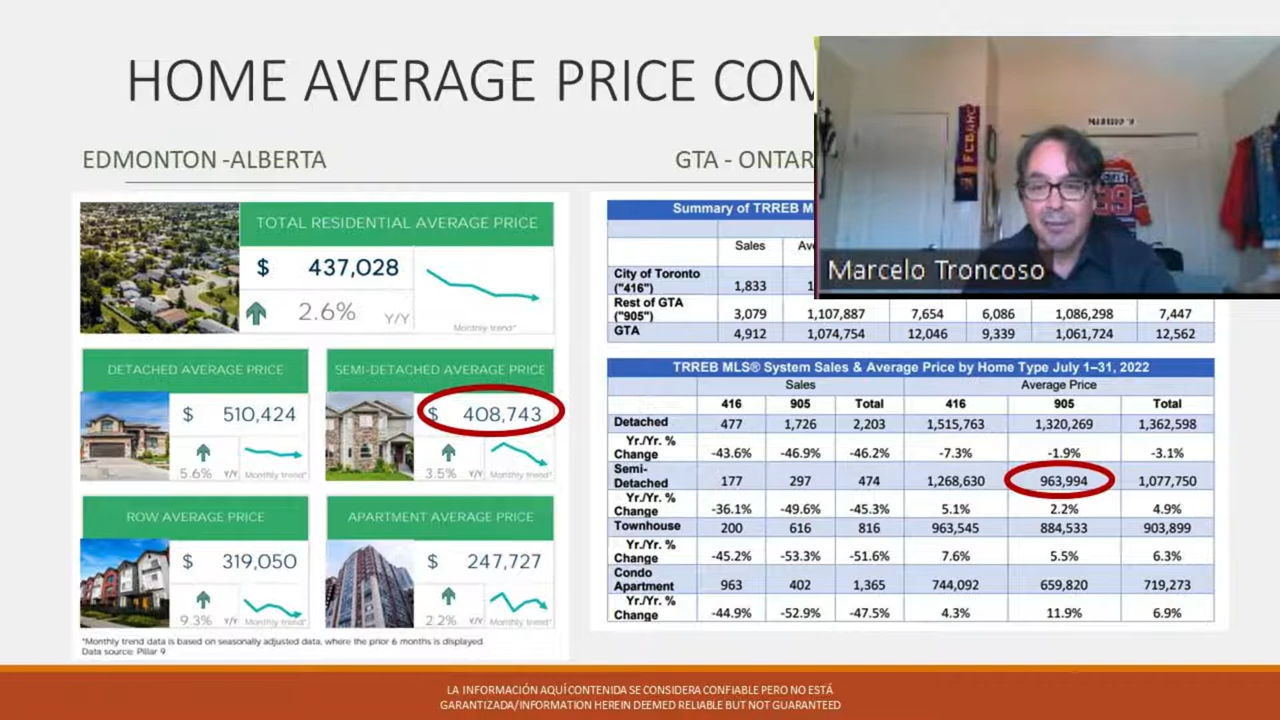 HOME AVERAGE PRICE COM
EDMONTON -ALBERTA
GTA - ONTAR
TOTAL RESIDENTIAL AVERAGE PRICE
$ 437,028
2.6% Y/Y
Monthly trend*
DETACHED AVERAGE PRICE
$ 510,424
5.6% Y/Y Monthly trend*
SEMI-DETACHED AVERAGE PRICE
$ 408,743
3.5% Y/Y Monthly trend*
ROW AVERAGE PRICE
$ 319,050
9.3% Y/Y Monthly trend*
APARTMENT AVERAGE PRICE
$ 247,727
2.2% Y/Y Monthly trend*
*Monthly trend data is based on seasonally adjusted data, where the prior 6 months is displayed
Data source: Pillar 9
Summary of TRREB M
Sales Av
City of Toronto
("416") 1,833 1
Rest of GTA
("905") 3,079 1,107,887 7,654 6,086 1,086,298 7,447
GTA 4,912 1,074,754 12,046 9,339 1,061,724 12,562
TRREB MLS® System Sales & Average Price by Home Type July 1–31, 2022
Sales Average Price
416 905 Total 416 905 Total
Detached 477 1,726 2,203 1,515,763 1,320,269 1,362,598
Yr./Yr. %
Change -43.6% -46.9% -46.2% -7.3% -1.9% -3.1%
Semi-
Detached 177 297 474 1,268,630 963,994 1,077,750
Yr./Yr. %
Change -36.1% -49.6% -45.3% 5.1% 2.2% 4.9%
Townhouse 200 616 816 963,545 884,533 903,899
Yr./Yr. %
Change -45.2% -53.3% -51.6% 7.6% 5.5% 6.3%
Condo
Apartment 963 402 1,365 744,092 659,820 719,273
Yr./Yr. %
Change -44.9% -52.9% -47.5% 4.3% 11.9% 6.9%
FCBARC
99
Marcelo Troncoso
LA INFORMACIÓN AQUÍ CONTENIDA SE CONSIDERA CONFIABLE PERO NO ESTÁ
GARANTIZADA/INFORMATION HEREIN DEEMED RELIABLE BUT NOT GUARANTEED